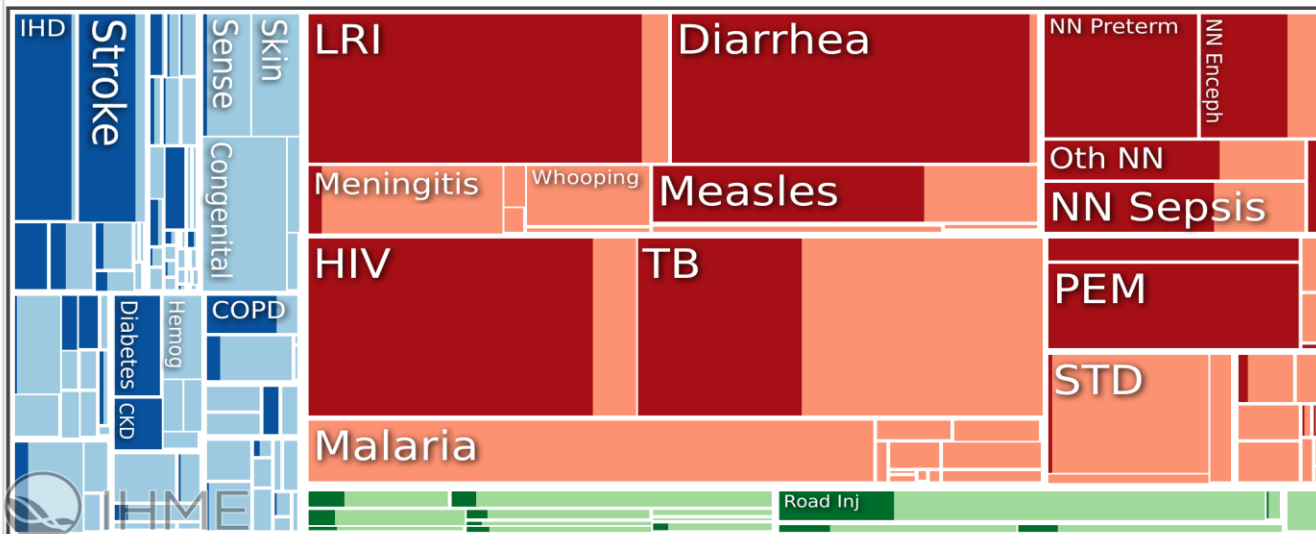 IHD
Stroke
Sense
Skin
Congenital
Diabetes
Hemog
CKD
COPD
LRI
Diarrhea
Meningitis
Whooping
Measles
HIV
TB
Malaria
NN Preterm
NN Enceph
Oth NN
NN Sepsis
PEM
STD
Road Inj
IHME